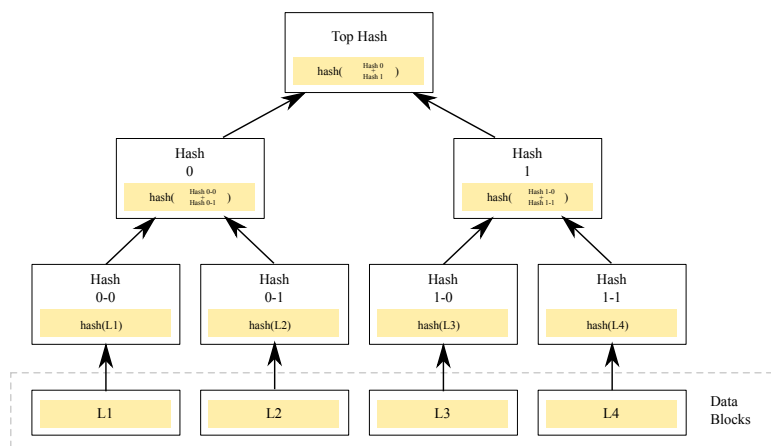 Top Hash
hash( Hash 0 + Hash 1 )
Hash
0
hash( Hash 0-0 + Hash 0-1 )
Hash
1
hash( Hash 1-0 + Hash 1-1 )
Hash
0-0
hash(L1)
Hash
0-1
hash(L2)
Hash
1-0
hash(L3)
Hash
1-1
hash(L4)
L1
L2
L3
L4
Data
Blocks